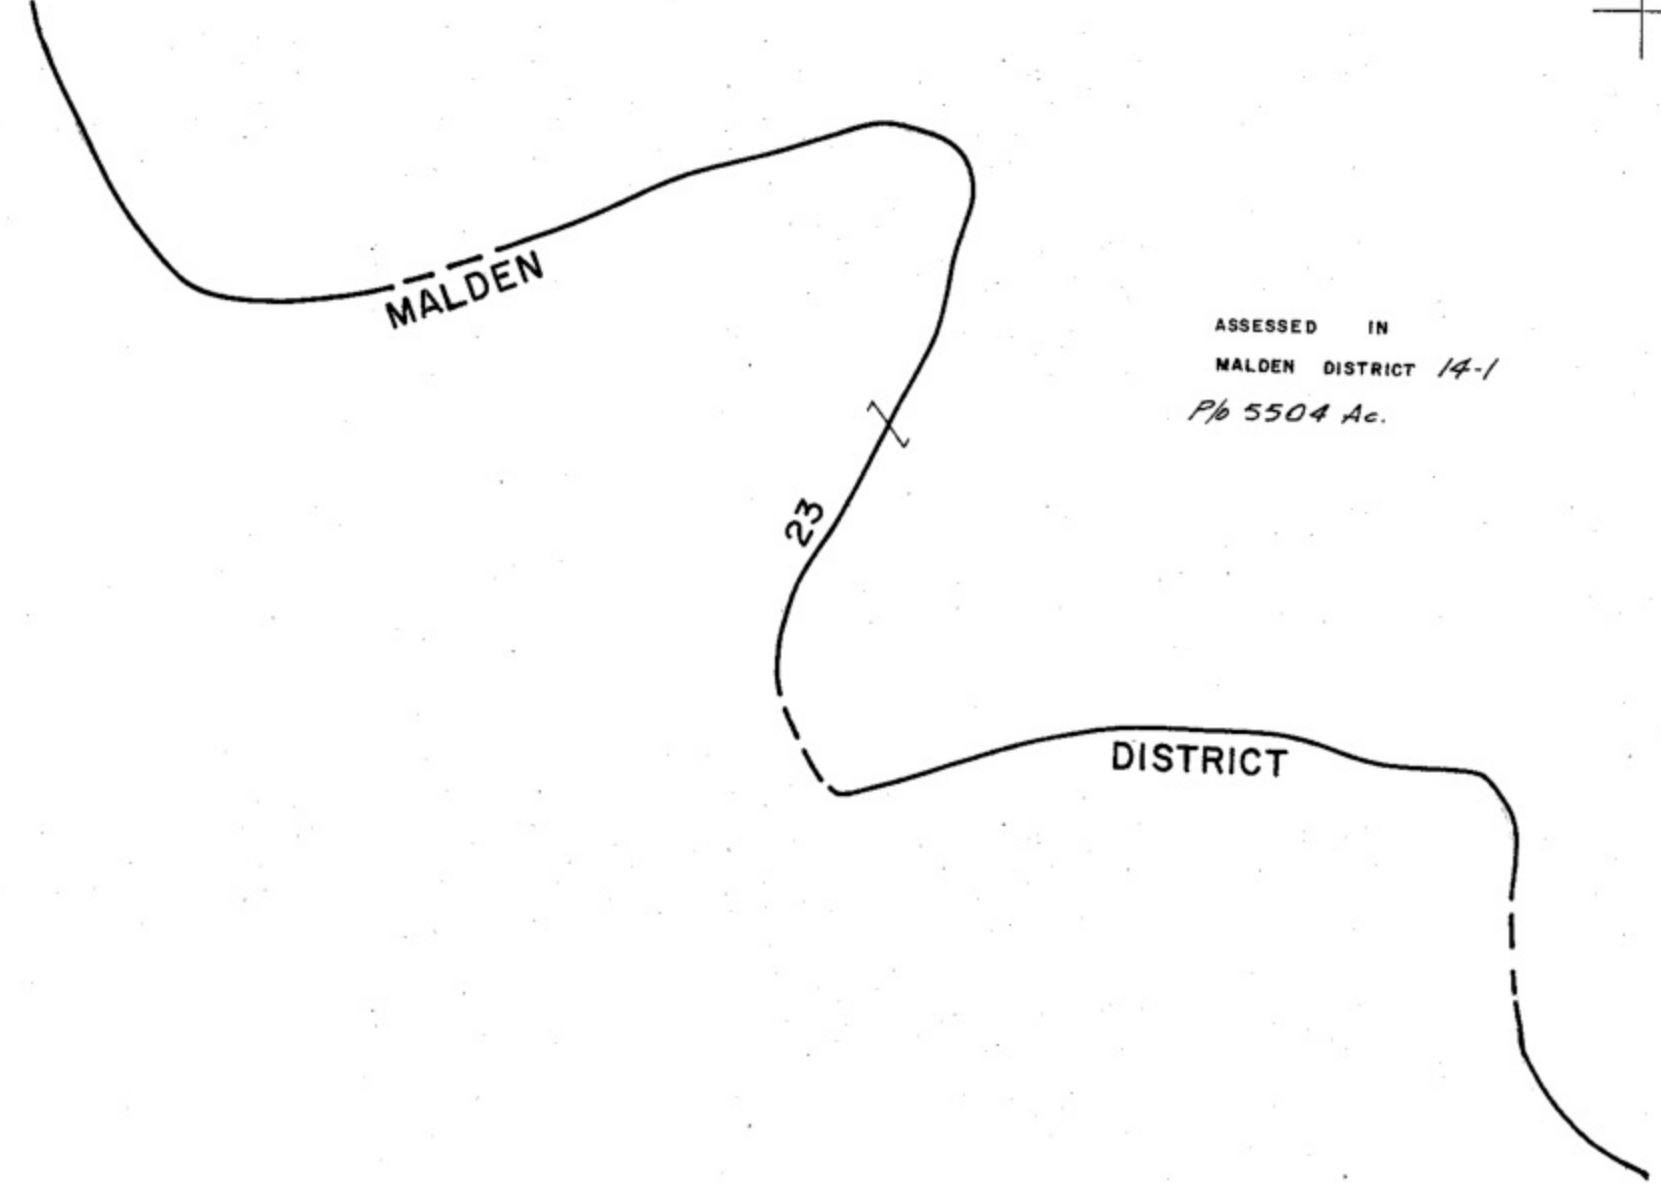 MALDEN
ASSESSED IN
MALDEN DISTRICT 14-1
P/o 5504 Ac.
23
DISTRICT